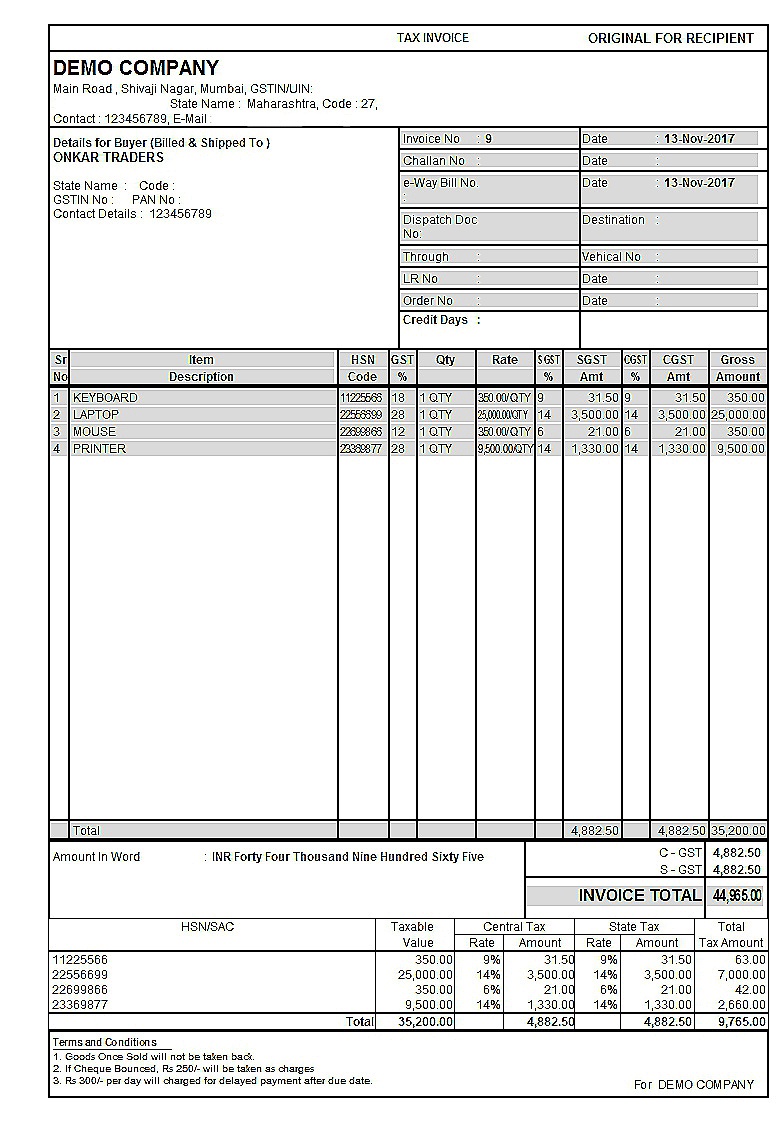 TAX INVOICE ORIGINAL FOR RECIPIENT
DEMO COMPANY
Main Road , Shivaji Nagar, Mumbai, GSTIN/UIN:
State Name : Maharashtra, Code : 27,
Contact : 123456789, E-Mail :
Details for Buyer (Billed & Shipped To )
ONKAR TRADERS
State Name : Code :
GSTIN No : PAN No :
Contact Details : 123456789
Invoice No : 9 Date : 13-Nov-2017
Challan No : Date :
e-Way Bill No. Date : 13-Nov-2017
:
Dispatch Doc Destination :
No:
Through : Vehical No :
LR No : Date :
Order No : Date :
Credit Days :
Sr Item HSN GST Qty Rate SGST SGST CGST CGST Gross
No Description Code % % Amt % Amt Amount
1 KEYBOARD 11225566 18 1 QTY 350.00/QTY 9 31.50 9 31.50 350.00
2 LAPTOP 22556699 28 1 QTY 25,000.00/QTY 14 3,500.00 14 3,500.00 25,000.00
3 MOUSE 22699866 12 1 QTY 350.00/QTY 6 21.00 6 21.00 350.00
4 PRINTER 23369877 28 1 QTY 9,500.00/QTY 14 1,330.00 14 1,330.00 9,500.00
Total 4,882.50 4,882.50 35,200.00
Amount In Word : INR Forty Four Thousand Nine Hundred Sixty Five
C - GST 4,882.50
S - GST 4,882.50
INVOICE TOTAL 44,965.00
HSN/SAC Taxable Central Tax State Tax Total
Value Rate Amount Rate Amount Tax Amount
11225566 350.00 9% 31.50 9% 31.50 63.00
22556699 25,000.00 14% 3,500.00 14% 3,500.00 7,000.00
22699866 350.00 6% 21.00 6% 21.00 42.00
23369877 9,500.00 14% 1,330.00 14% 1,330.00 2,660.00
Total 35,200.00 4,882.50 4,882.50 9,765.00
Terms and Conditions
1. Goods Once Sold will not be taken back.
2. If Cheque Bounced, Rs 250/- will be taken as charges
3. Rs 300/- per day will charged for delayed payment after due date.
For DEMO COMPANY